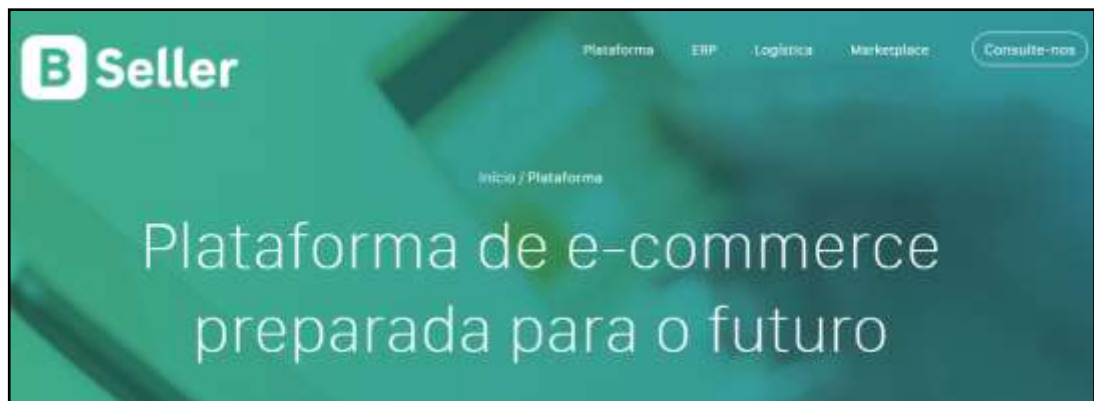 B Seller
Plataforma ERP Logística Marketplace Consulte-nos
Início / Plataforma
Plataforma de e-commerce
preparada para o futuro